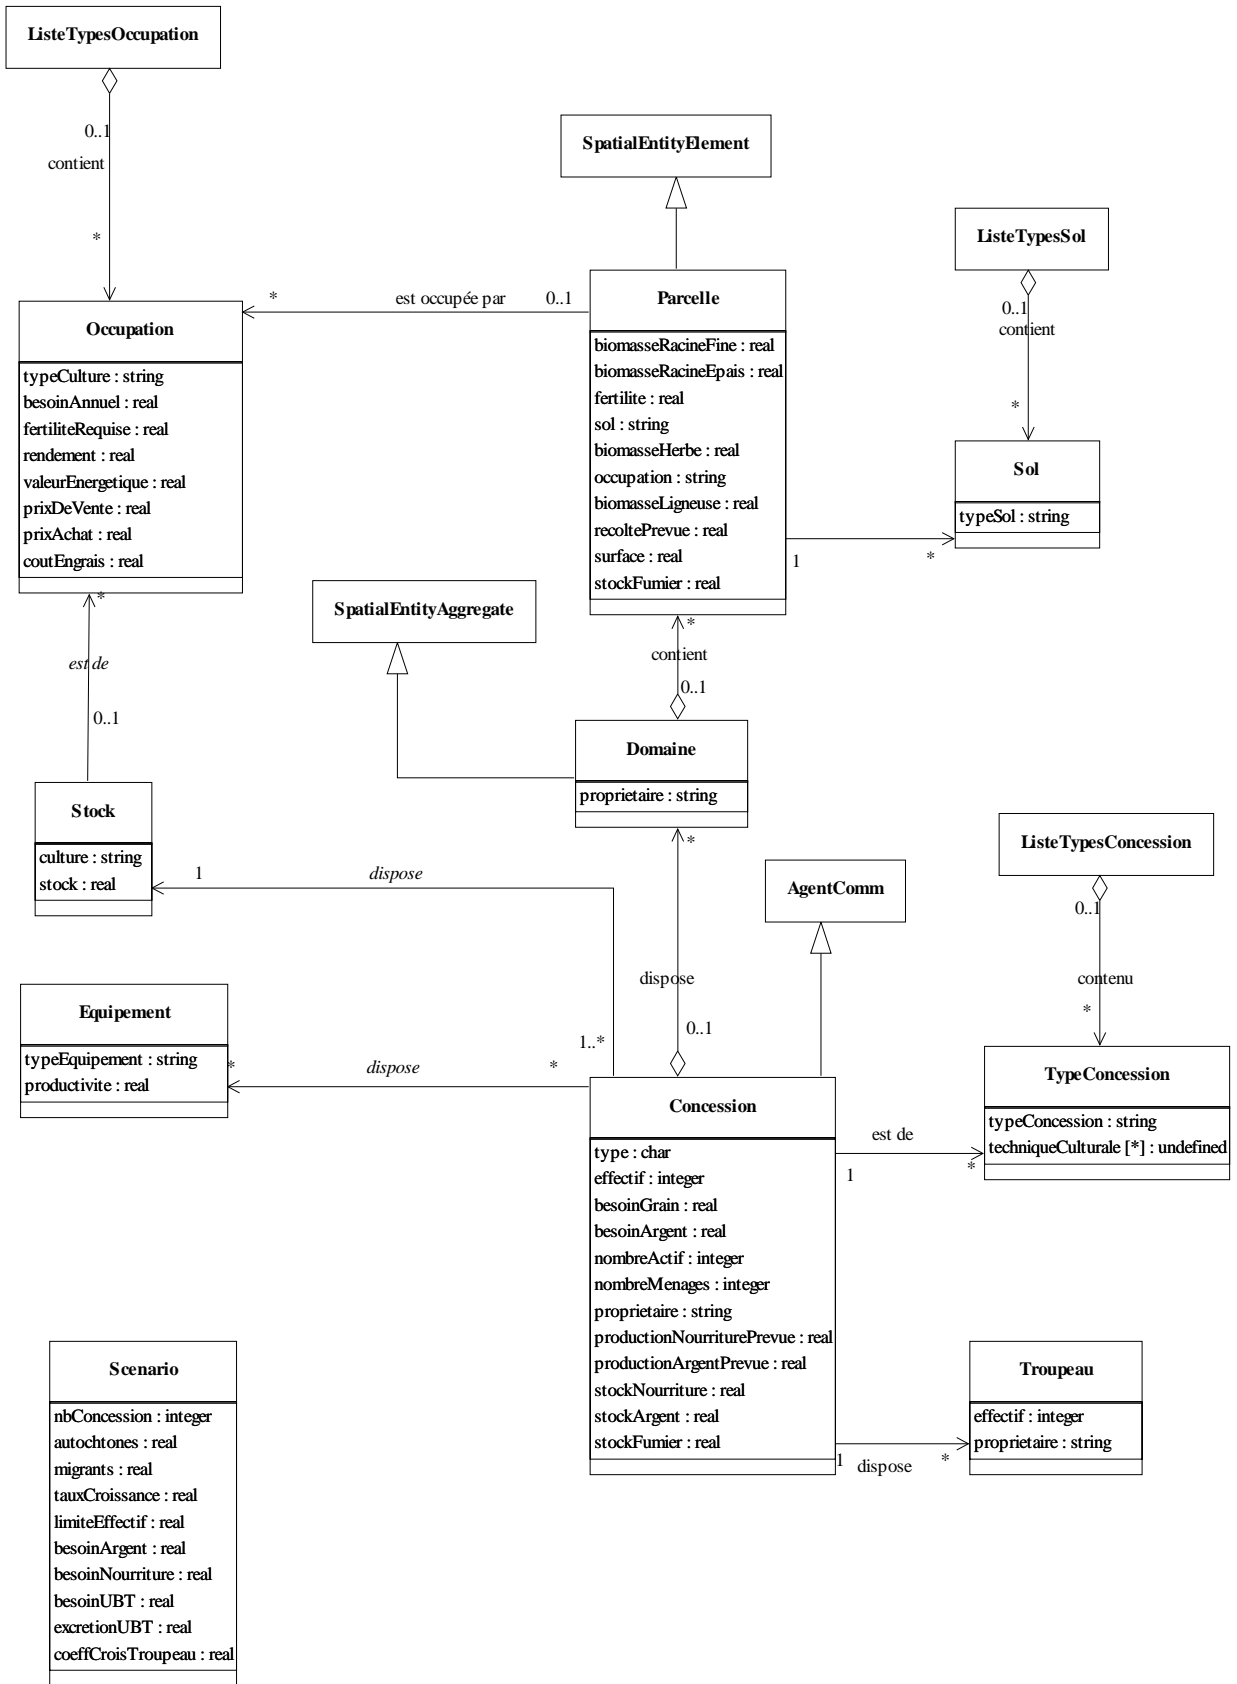 ListeTypesOccupation
0..1
contient
*
SpatialEntityElement
ListeTypesSol
0..1
contient
*
Occupation
typeCulture : string
besoinAnnuel : real
fertiliteRequise : real
rendement : real
valeurEnergetique : real
prixDeVente : real
prixAchat : real
coutEngrais : real
*
est occupée par
0..1
Parcelle
biomasseRacineFine : real
biomasseRacineEpais : real
fertilite : real
sol : string
biomasseHerbe : real
occupation : string
biomasseLigneuse : real
recoltePrevue : real
surface : real
stockFumier : real
Sol
typeSol : string
1
*
*
est de
0..1
SpatialEntityAggregate
*
contient
0..1
Domaine
proprietaire : string
*
Stock
culture : string
stock : real
1
dispose
1..*
AgentComm
ListeTypesConcession
0..1
contenu
*
dispose
0..1
Equipement
typeEquipement : string
productivite : real
*
dispose
*
Concession
type : char
effectif : integer
besoinGrain : real
besoinArgent : real
nombreActif : integer
nombreMenages : integer
proprietaire : string
productionNourriturePrevue : real
productionArgentPrevue : real
stockNourriture : real
stockArgent : real
stockFumier : real
est de
1
*
TypeConcession
typeConcession : string
techniqueCulturale [*] : undefined
Scenario
nbConcession : integer
autochtones : real
migrants : real
tauxCroissance : real
limiteEffectif : real
besoinArgent : real
besoinNourriture : real
besoinUBT : real
excretionUBT : real
coeffCroisTroupeau : real
Troupeau
effectif : integer
proprietaire : string
1
dispose
*